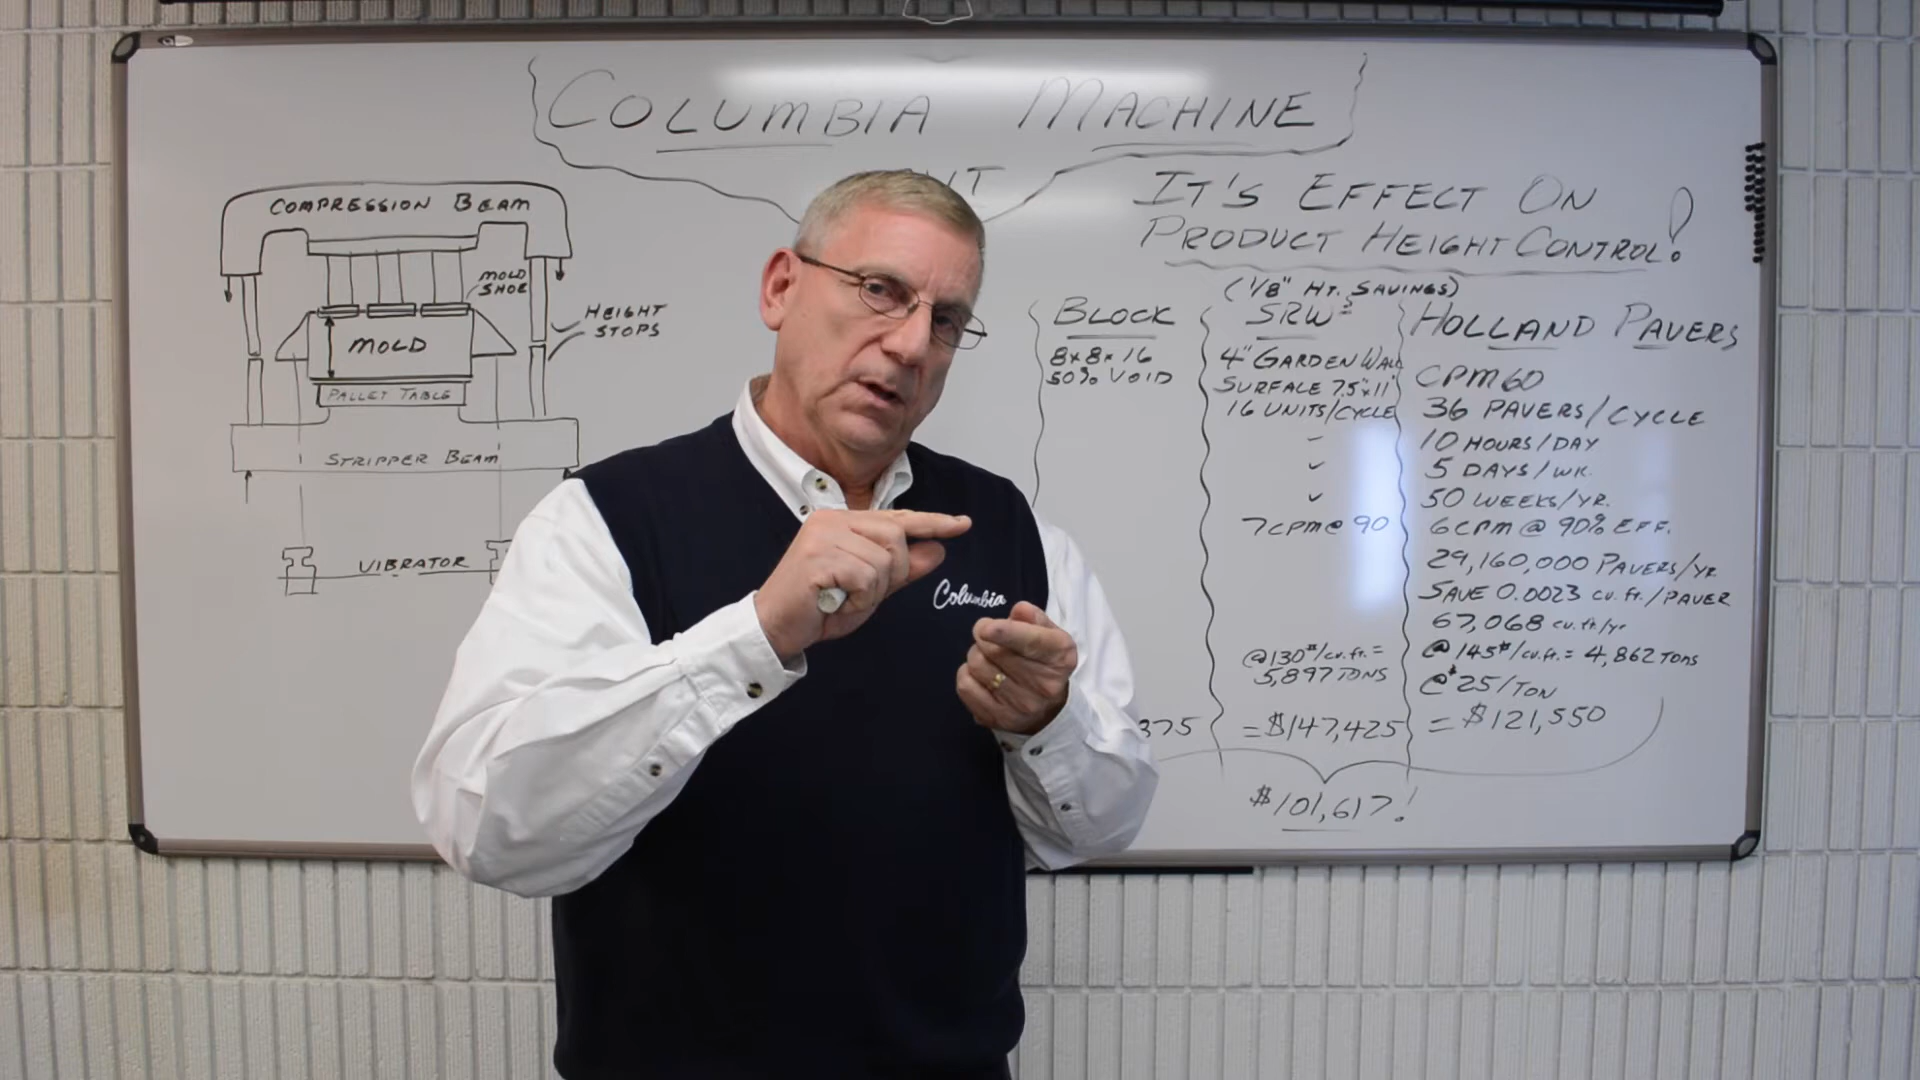 COLUMBIA MACHINE
IT'S EFFECT ON
PRODUCT HEIGHT CONTROL!
(1/8" HT. SAVINGS)
COMPRESSION BEAM
MOLD
SHOE
HEIGHT
STOPS
MOLD
PALLET TABLE
STRIPPER BEAM
VIBRATOR
BLOCK
8x8x16
50% VOID
375
SRW
4" GARDEN WALL
SURFACE 7.5"x11"
16 UNITS/CYCLE
7CPM@ 90
@130#/cu.ft.=
5,897 TONS
=$147,425
HOLLAND PAVERS
CPM60
36 PAVERS/CYCLE
10 HOURS/DAY
5 DAYS/WK.
50 WEEKS/YR.
6CPM @ 90% EFF.
29,160,000 PAVERS/YR
SAVE 0.0023 cu.ft./PAVER
67,068 cu.ft/yr
@145#/cu.ft.= 4,862 TONS
@$25/TON
= $121,550
$101,617!
Columbia